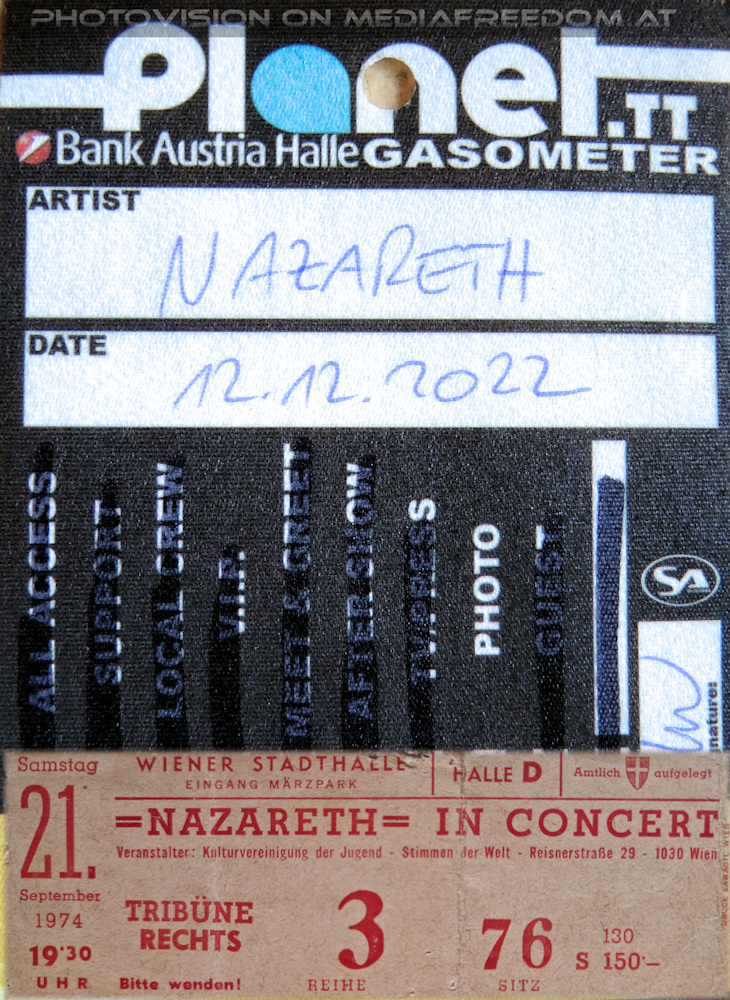 PHOTOVISION ON MEDIAFREEDOM AT
planet.TT
Bank Austria Halle GASOMETER
ARTIST
NAZARETH
DATE
12.12.2022
ALL ACCESS
SUPPORT
LOCAL CREW
V.I.P.
MEET & GREET
AFTER SHOW
TV/PRESS
PHOTO
GUEST
SA
nature:
Samstag
21.
September
1974
19·30
UHR
WIENER STADTHALLE
EINGANG MÄRZPARK
HALLE D
Amtlich aufgelegt
=NAZARETH= IN CONCERT
Veranstalter: Kulturvereinigung der Jugend - Stimmen der Welt - Reisnerstraße 29 - 1030 Wien
TRIBÜNE
RECHTS
Bitte wenden!
3
REIHE
76
SITZ
130
S 150·—